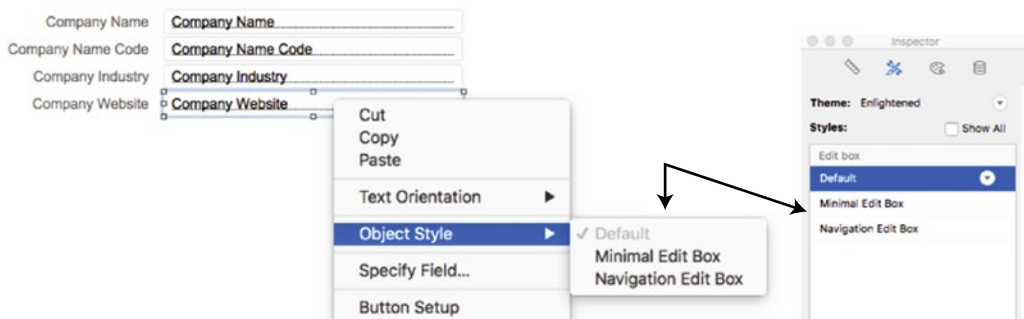 Company Name Company Name
Company Name Code Company Name Code
Company Industry Company Industry
Company Website Company Website
Cut
Copy
Paste
Text Orientation
Object Style
Specify Field...
Button Setup
✓ Default
Minimal Edit Box
Navigation Edit Box
Inspector
Theme: Enlightened
Styles: Show All
Edit box
Default
Minimal Edit Box
Navigation Edit Box